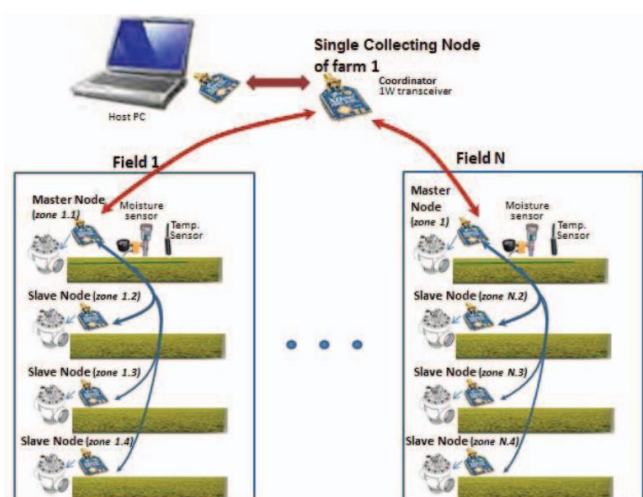 Single Collecting Node
of farm 1
Coordinator
1W transceiver
Host PC
Field 1
Master Node
(zone 1.1)
Moisture
sensor
Temp.
Sensor
Slave Node (zone 1.2)
Slave Node (zone 1.3)
Slave Node (zone 1.4)
Field N
Master
Node
(zone 1)
Moisture
sensor
Temp.
Sensor
Slave Node (zone N.2)
Slave Node (zone N.3)
Slave Node (zone N.4)